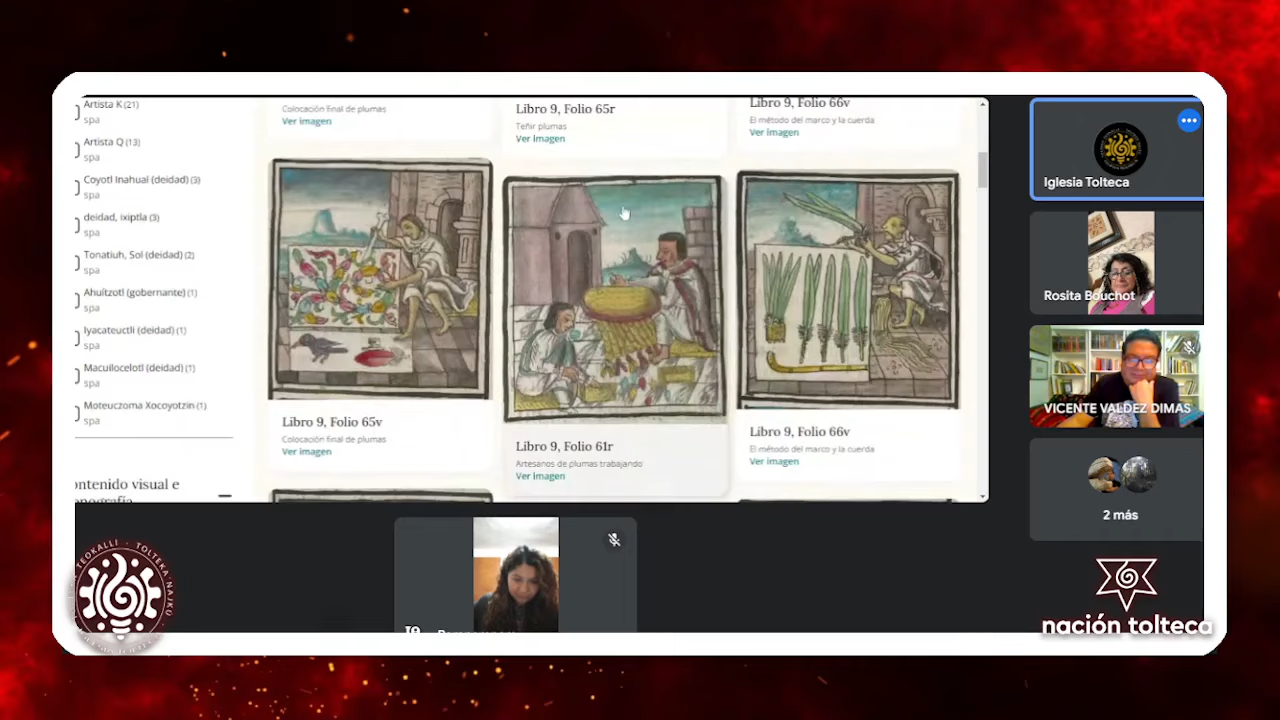 Artista K (21)
spa
Artista Q (13)
spa
Coyotl Inahual (deidad) (3)
spa
deidad, ixiptla (3)
spa
Tonatiuh, Sol (deidad) (2)
spa
Ahuítzotl (gobernante) (1)
spa
Iyacateuctli (deidad) (1)
spa
Macuilocelotl (deidad) (1)
spa
Moteuczoma Xocoyotzin (1)
spa
ontenido visual e
Colocación final de plumas
Ver imagen
Libro 9, Folio 65r
Teñir plumas
Ver imagen
Libro 9, Folio 66v
El método del marco y la cuerda
Ver imagen
Libro 9, Folio 65v
Colocación final de plumas
Ver imagen
Libro 9, Folio 61r
Artesanos de plumas trabajando
Ver imagen
Libro 9, Folio 66v
El método del marco y la cuerda
Ver imagen
Iglesia Tolteca
Rosita Bouchot
VICENTE VALDEZ DIMAS
2 más
TEOKALLI · TOLTEKA · NAJKU
nación tolteca